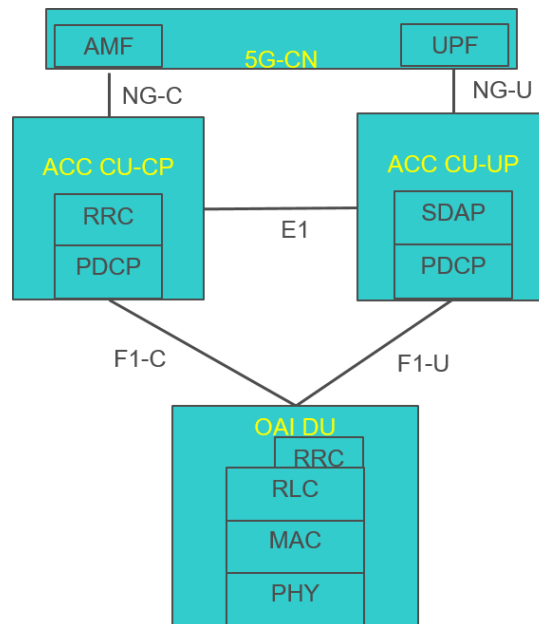 AMF
UPF
5G-CN
NG-C
NG-U
ACC CU-CP
ACC CU-UP
RRC
SDAP
E1
PDCP
PDCP
F1-C
F1-U
OAI DU
RRC
RLC
MAC
PHY